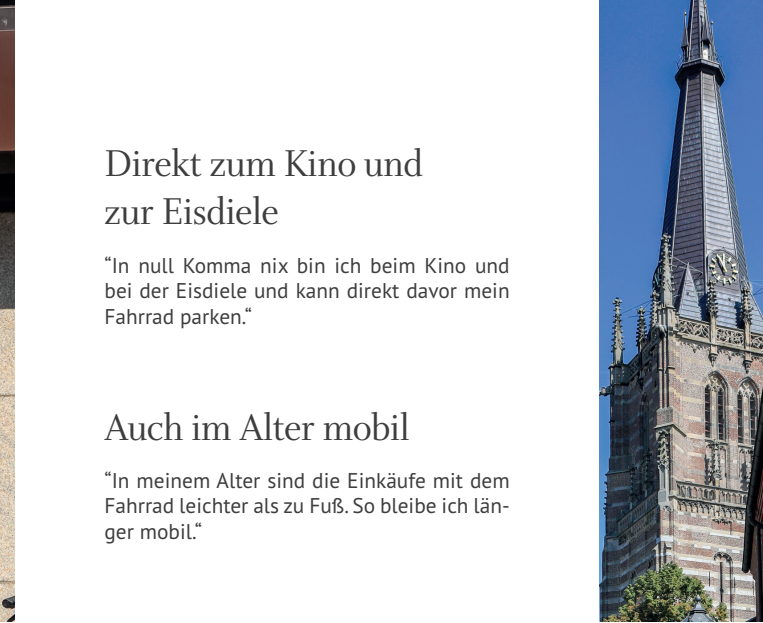 Direkt zum Kino und
zur Eisdiele
“In null Komma nix bin ich beim Kino und
bei der Eisdiele und kann direkt davor mein
Fahrrad parken.“
Auch im Alter mobil
“In meinem Alter sind die Einkäufe mit dem
Fahrrad leichter als zu Fuß. So bleibe ich län-
ger mobil.“